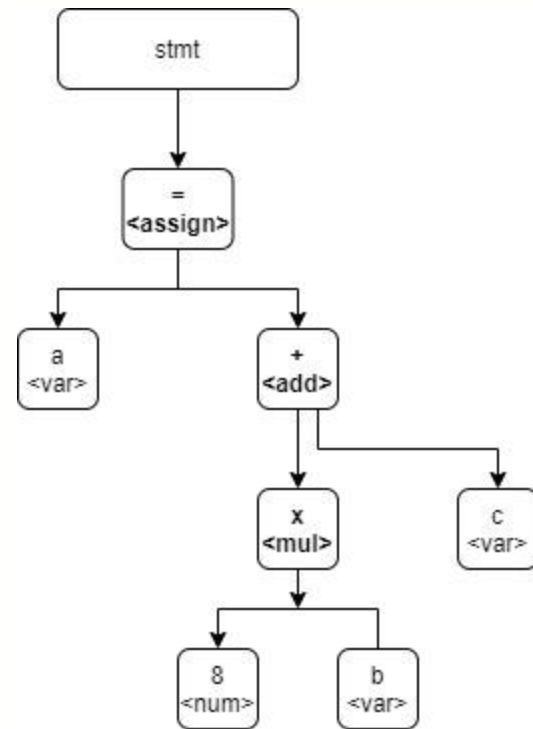 stmt
=
<assign>
a
<var>
+
<add>
x
<mul>
c
<var>
8
<num>
b
<var>